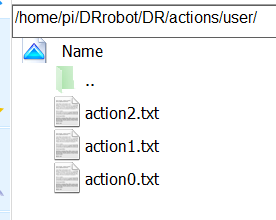 /home/pi/DRrobot/DR/actions/user/
Name
..
action2.txt
action1.txt
action0.txt